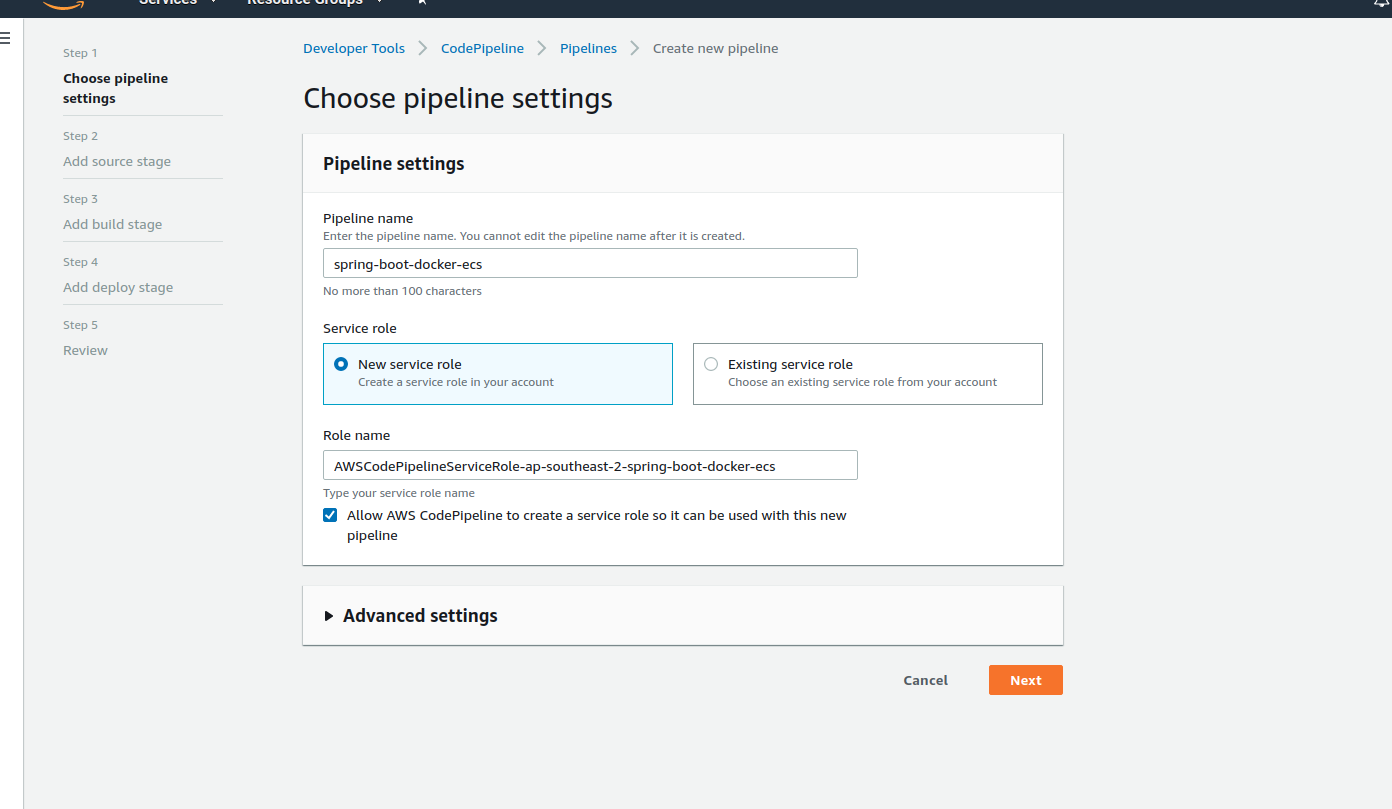 Services
Resource Groups
Step 1
Choose pipeline
settings
Step 2
Add source stage
Step 3
Add build stage
Step 4
Add deploy stage
Step 5
Review
Developer Tools > CodePipeline > Pipelines > Create new pipeline
Choose pipeline settings
Pipeline settings
Pipeline name
Enter the pipeline name. You cannot edit the pipeline name after it is created.
spring-boot-docker-ecs
No more than 100 characters
Service role
New service role
Create a service role in your account
Existing service role
Choose an existing service role from your account
Role name
AWSCodePipelineServiceRole-ap-southeast-2-spring-boot-docker-ecs
Type your service role name
Allow AWS CodePipeline to create a service role so it can be used with this new
pipeline
Advanced settings
Cancel
Next